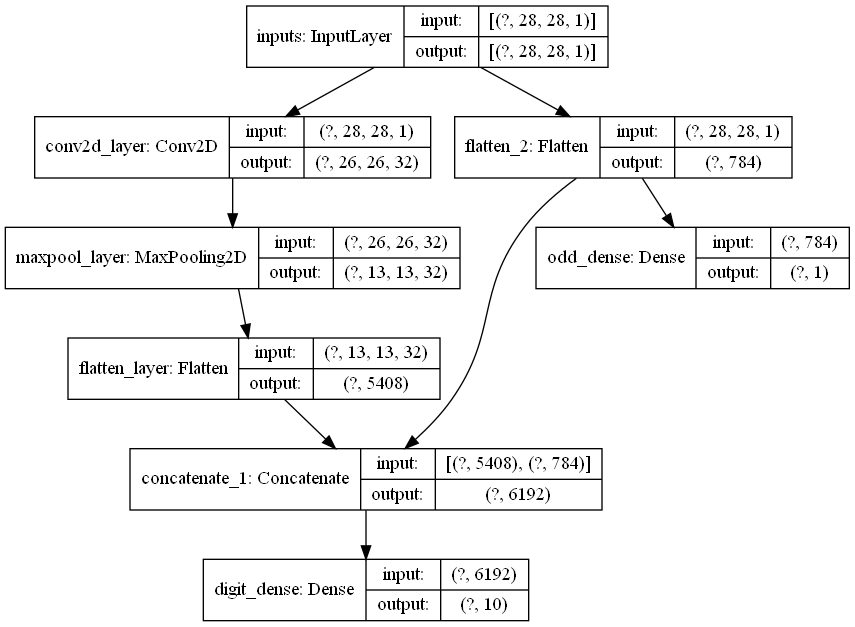 inputs: InputLayer
input:
[(?, 28, 28, 1)]
output:
[(?, 28, 28, 1)]
conv2d_layer: Conv2D
input:
(?, 28, 28, 1)
output:
(?, 26, 26, 32)
flatten_2: Flatten
input:
(?, 28, 28, 1)
output:
(?, 784)
maxpool_layer: MaxPooling2D
input:
(?, 26, 26, 32)
output:
(?, 13, 13, 32)
odd_dense: Dense
input:
(?, 784)
output:
(?, 1)
flatten_layer: Flatten
input:
(?, 13, 13, 32)
output:
(?, 5408)
concatenate_1: Concatenate
input:
[(?, 5408), (?, 784)]
output:
(?, 6192)
digit_dense: Dense
input:
(?, 6192)
output:
(?, 10)